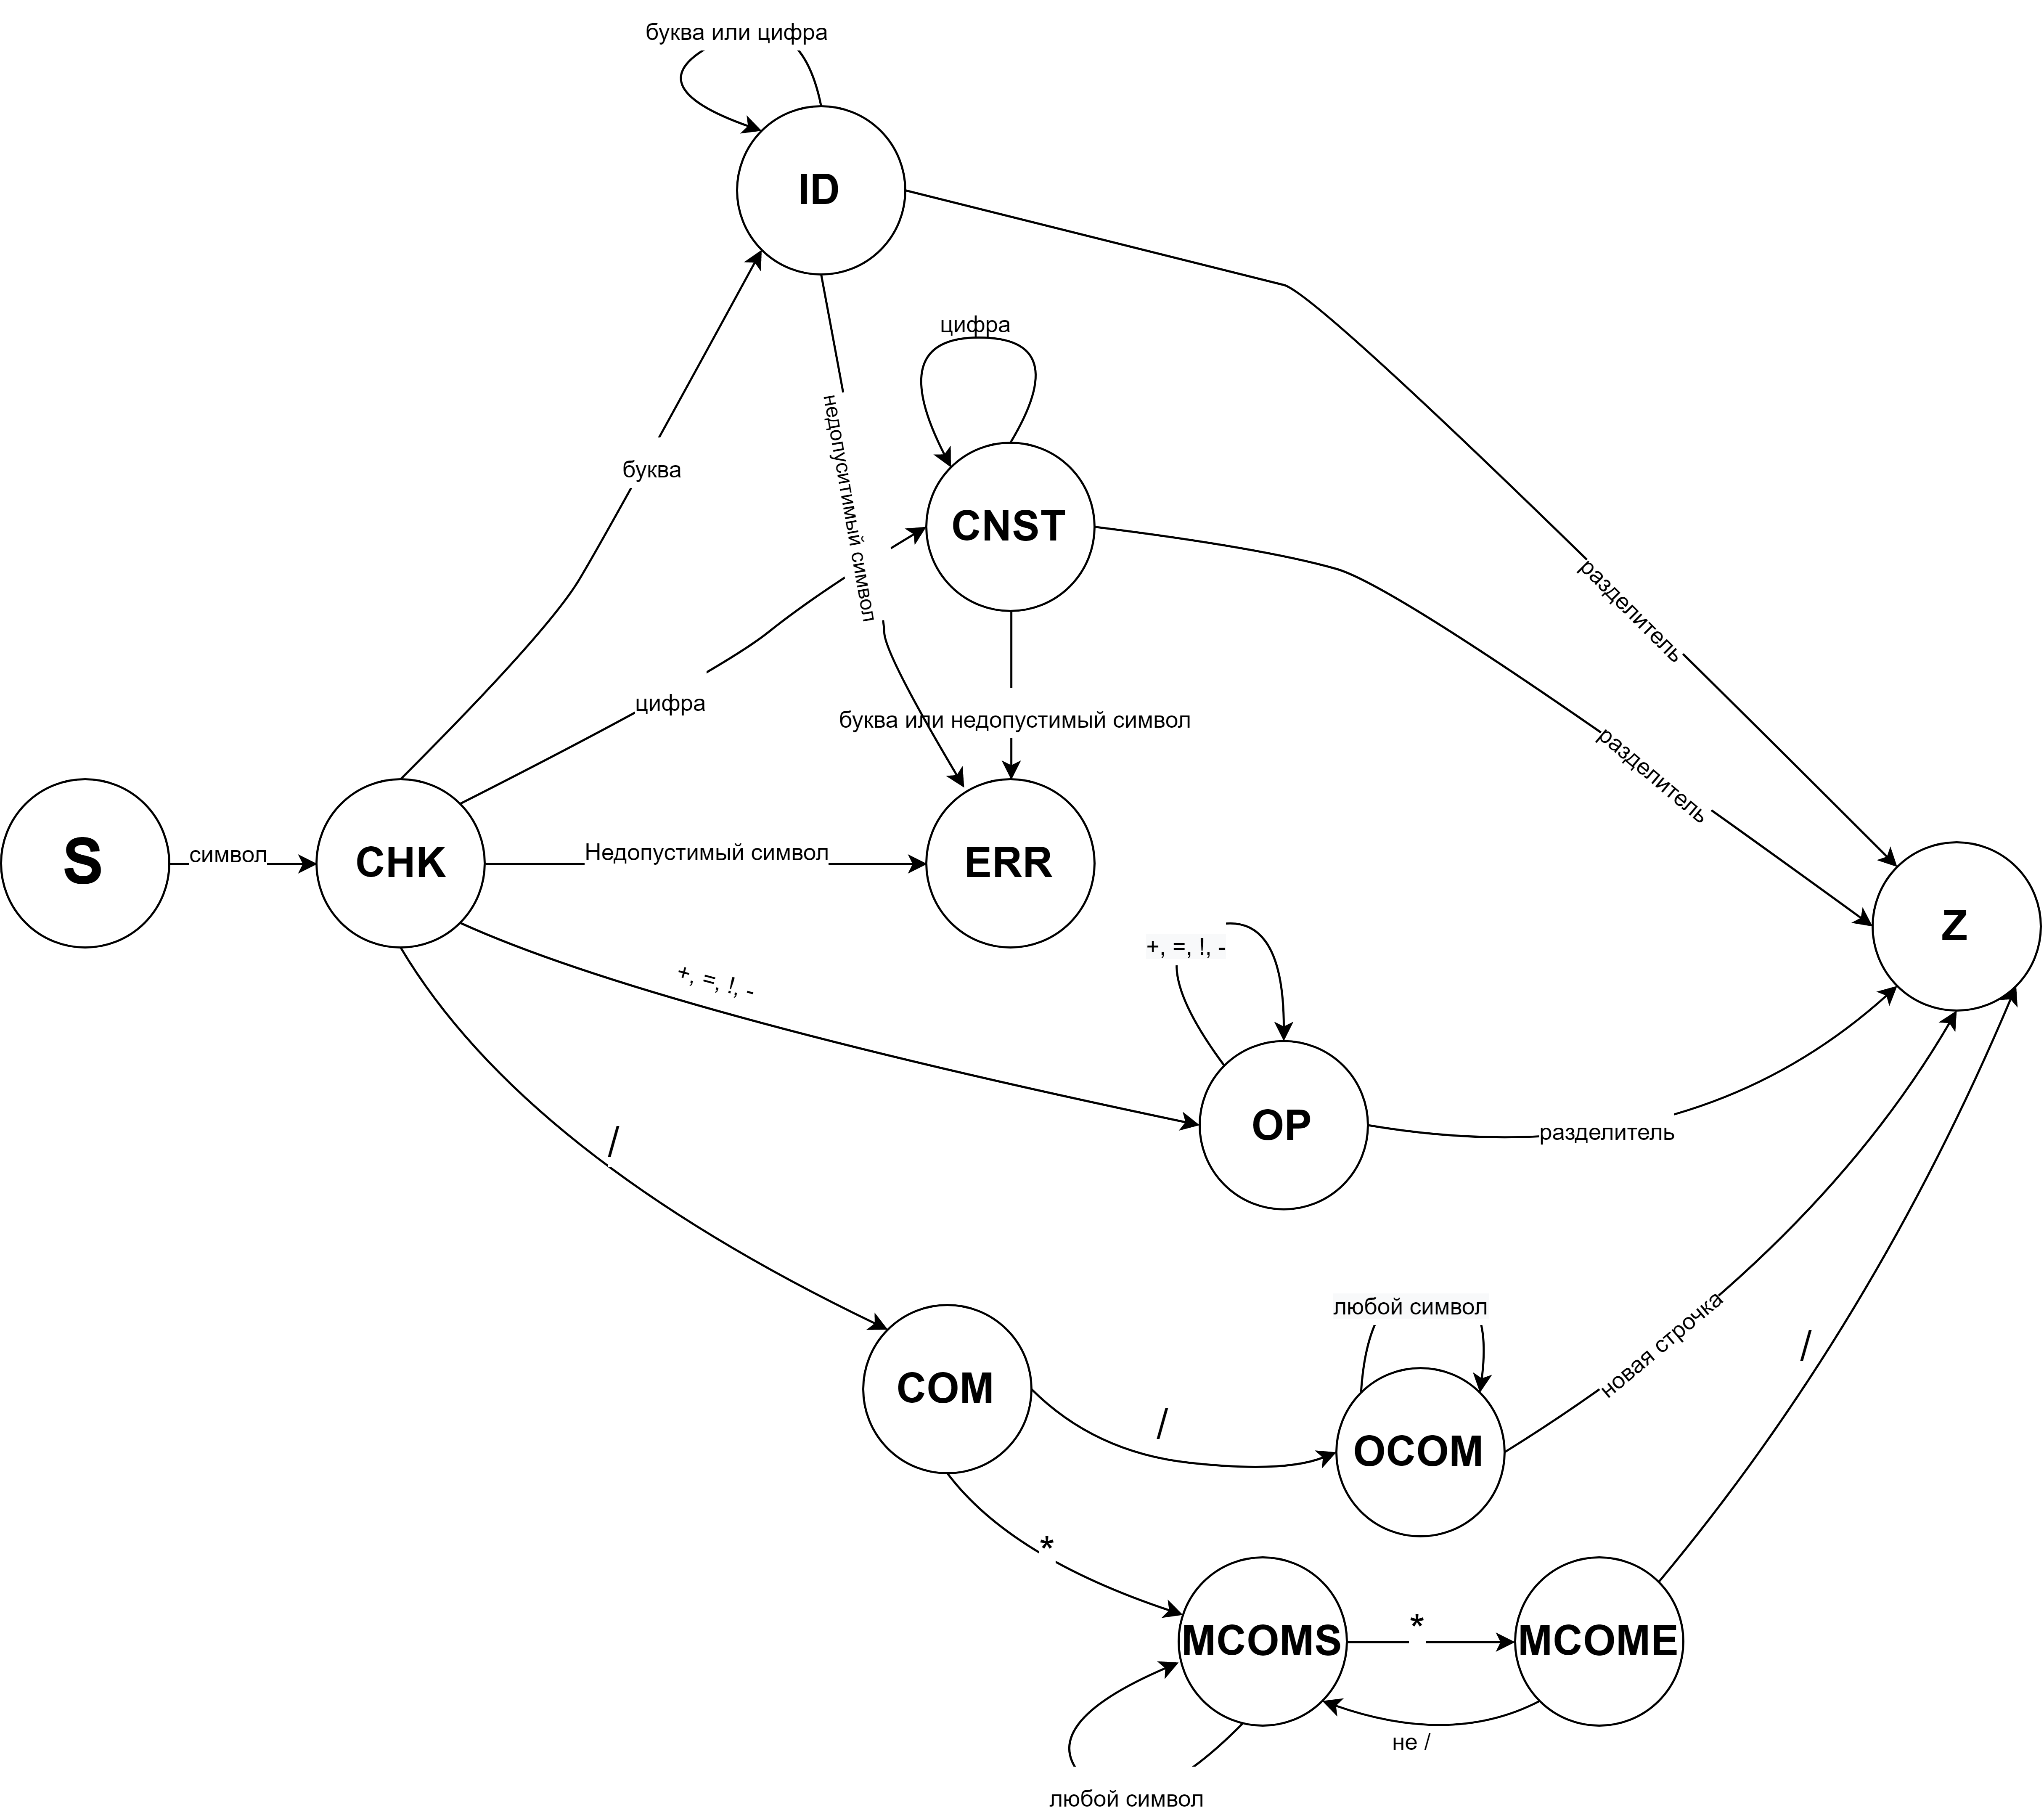 буква или цифра
ID
цифра
буква
недопуситимый символ
CNST
разделитель
цифра
буква или недопустимый символ
разделитель
S
символ
CHK
Недопустимый символ
ERR
Z
+, =, !, -
+, =, !, -
/
OP
разделитель
любой символ
новая строчка
/
COM
/
OCOM
*
MCOMS
*
MCOME
не /
любой символ